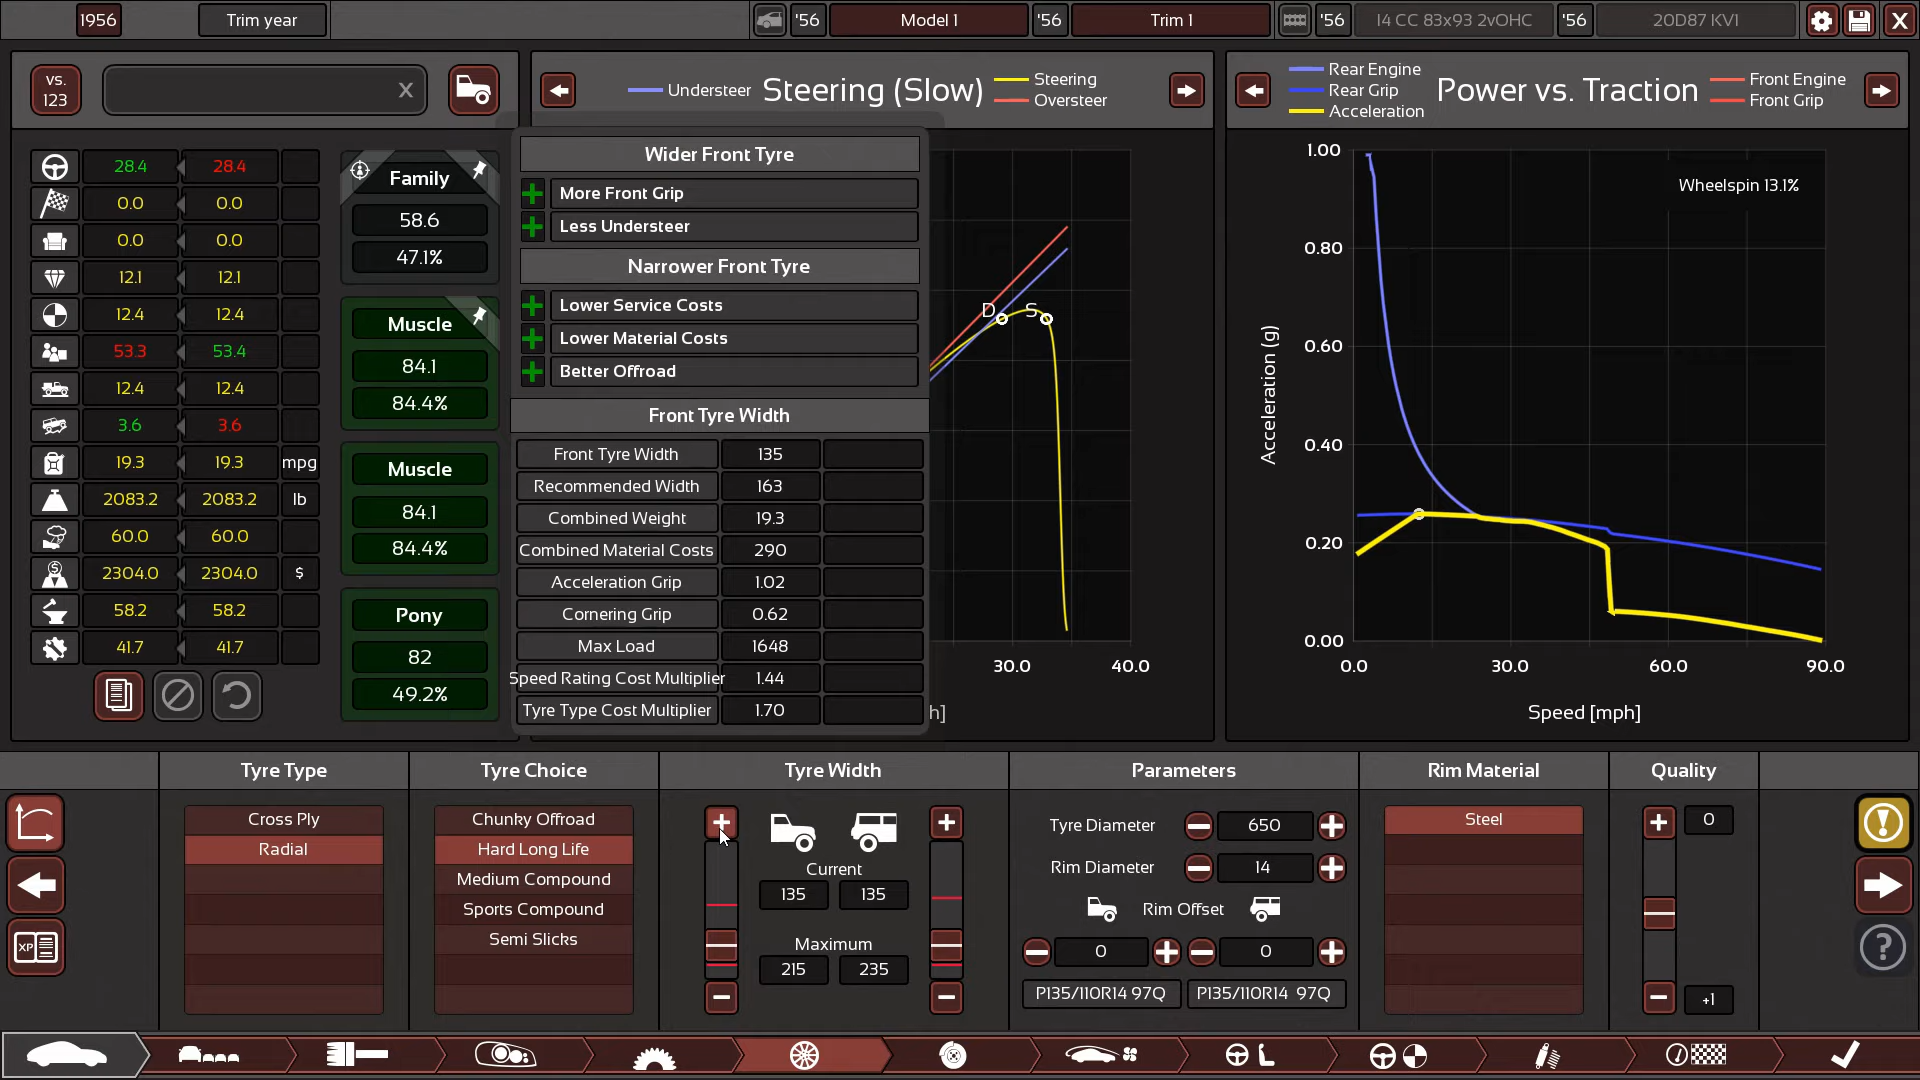 1956 Trim year '56 Model 1 '56 Trim 1 '56 I4 CC 83x93 2vOHC '56 20D87 KV1 X
vs.
123
X
Understeer Steering (Slow) Steering
Oversteer
Rear Engine
Rear Grip
Acceleration
Power vs. Traction
Front Engine
Front Grip
28.4 28.4
0.0 0.0
0.0 0.0
12.1 12.1
12.4 12.4
53.3 53.4
12.4 12.4
3.6 3.6
19.3 19.3 mpg
2083.2 2083.2 lb
60.0 60.0
2304.0 2304.0 $
58.2 58.2
41.7 41.7
Family
58.6
47.1%
Muscle
84.1
84.4%
Muscle
84.1
84.4%
Pony
82
49.2%
Wider Front Tyre
More Front Grip
Less Understeer
Narrower Front Tyre
Lower Service Costs
Lower Material Costs
Better Offroad
Front Tyre Width
Front Tyre Width 135
Recommended Width 163
Combined Weight 19.3
Combined Material Costs 290
Acceleration Grip 1.02
Cornering Grip 0.62
Max Load 1648
Speed Rating Cost Multiplier 1.44
Tyre Type Cost Multiplier 1.70
D S
30.0 40.0
h]
1.00
0.80
0.60
0.40
0.20
0.00
Acceleration (g)
Wheelspin 13.1%
0.0 30.0 60.0 90.0
Speed [mph]
Tyre Type
Cross Ply
Radial
Tyre Choice
Chunky Offroad
Hard Long Life
Medium Compound
Sports Compound
Semi Slicks
Tyre Width
Current
135 135
Maximum
215 235
Parameters
Tyre Diameter 650
Rim Diameter 14
Rim Offset
0 0
P135/110R14 97Q P135/110R14 97Q
Rim Material
Steel
Quality
0
+1
XP
?